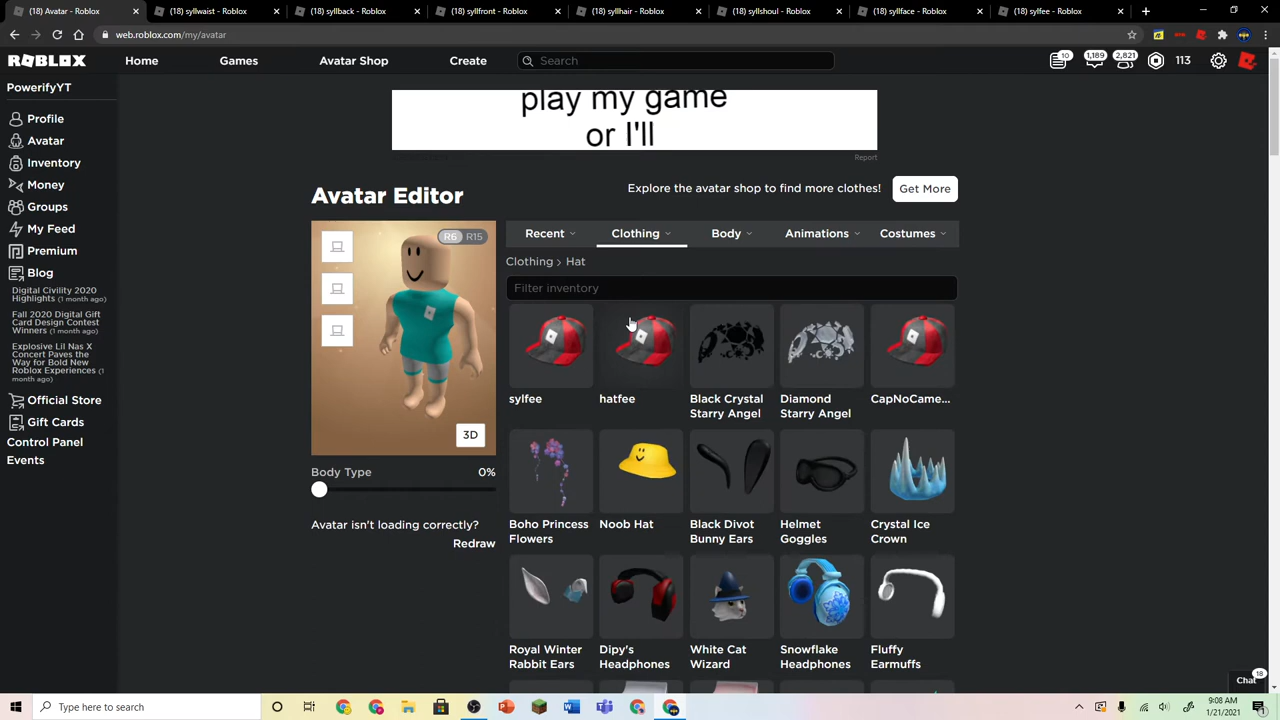 (18) Avatar - Roblox
(18) syllwaist - Roblox
(18) syllback - Roblox
(18) syllfront - Roblox
(18) syllhair - Roblox
(18) syllshoul - Roblox
(18) syllface - Roblox
(18) sylfee - Roblox
web.roblox.com/my/avatar
ROBLOX
Home
Games
Avatar Shop
Create
Search
10
1,189
2,821
113
PowerifyYT
Profile
Avatar
Inventory
Money
Groups
My Feed
Premium
Blog
Digital Civility 2020
Highlights (1 month ago)
Fall 2020 Digital Gift
Card Design Contest
Winners (1 month ago)
Explosive Lil Nas X
Concert Paves the
Way for Bold New
Roblox Experiences (1
month ago)
Official Store
Gift Cards
Control Panel
Events
play my game
or I'll
Report
Avatar Editor
Explore the avatar shop to find more clothes!
Get More
R6 R15
3D
Body Type
0%
Avatar isn't loading correctly?
Redraw
Recent
Clothing
Body
Animations
Costumes
Clothing > Hat
Filter inventory
sylfee
hatfee
Black Crystal
Starry Angel
Diamond
Starry Angel
CapNoCame...
Boho Princess
Flowers
Noob Hat
Black Divot
Bunny Ears
Helmet
Goggles
Crystal Ice
Crown
Royal Winter
Rabbit Ears
Dipy's
Headphones
White Cat
Wizard
Snowflake
Headphones
Fluffy
Earmuffs
Chat
18
Type here to search
9:08 AM
1/21/2021